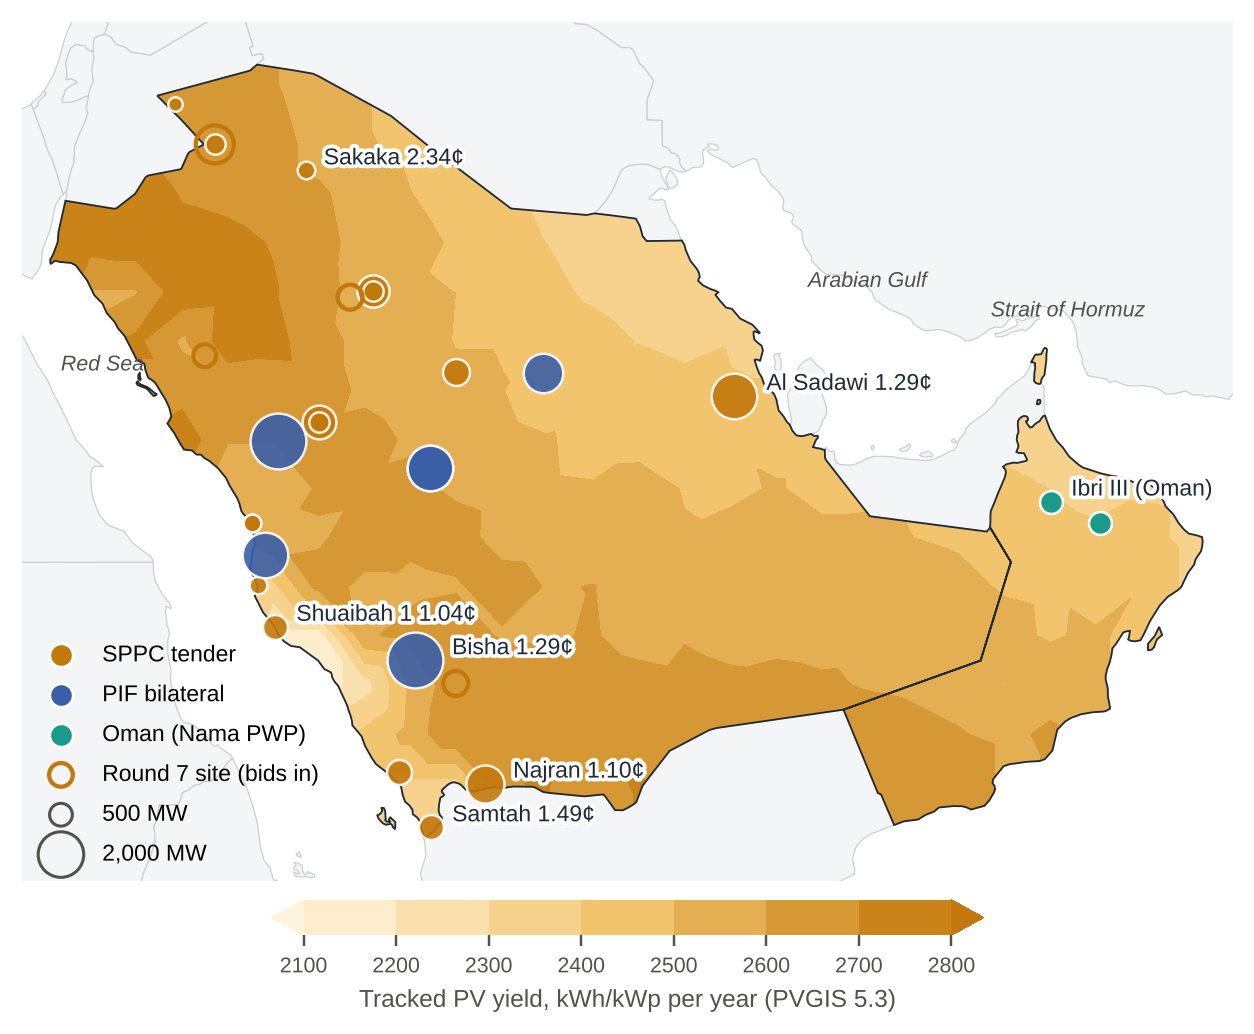 Sakaka 2.34¢
Arabian Gulf
Strait of Hormuz
Red Sea
Al Sadawi 1.29¢
Ibri III (Oman)
Shuaibah 1 1.04¢
Bisha 1.29¢
SPPC tender
PIF bilateral
Oman (Nama PWP)
Round 7 site (bids in)
500 MW
2,000 MW
Najran 1.10¢
Samtah 1.49¢
2100 2200 2300 2400 2500 2600 2700 2800
Tracked PV yield, kWh/kWp per year (PVGIS 5.3)